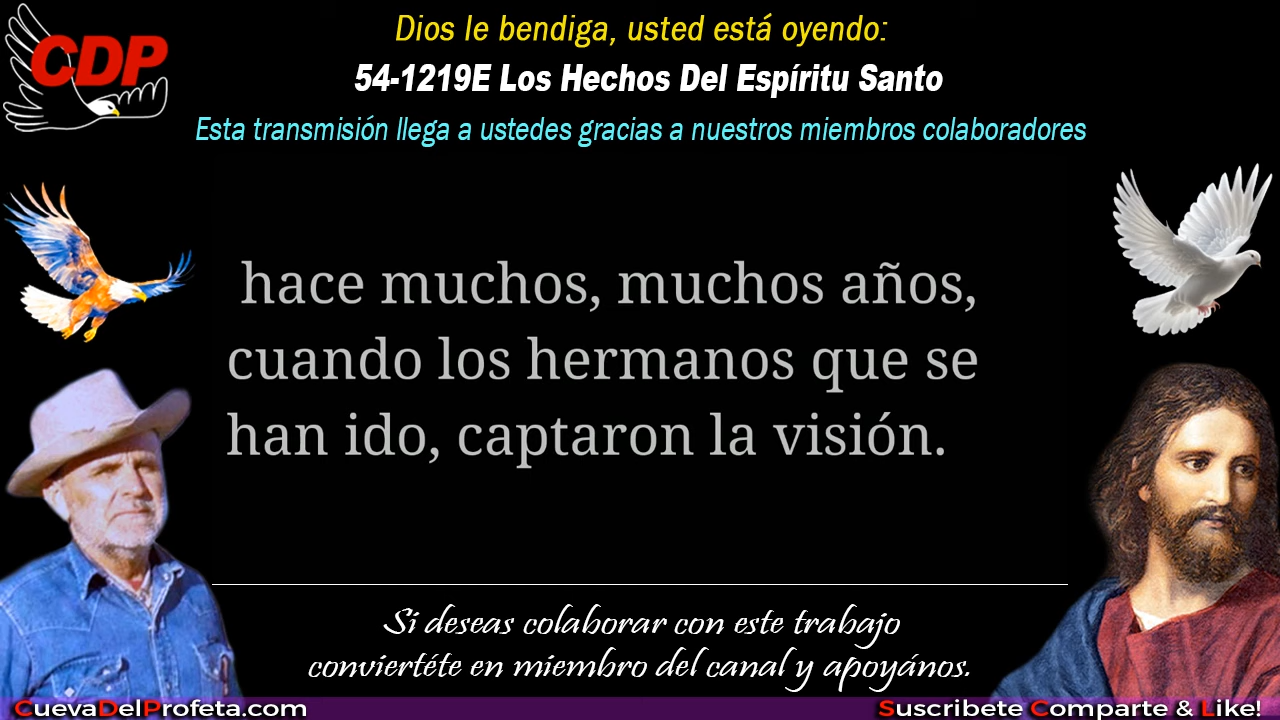 CDP
Dios le bendiga, usted está oyendo:
54-1219E Los Hechos Del Espíritu Santo
Esta transmisión llega a ustedes gracias a nuestros miembros colaboradores
hace muchos, muchos años,
cuando los hermanos que se
han ido, captaron la visión.
Si deseas colaborar con este trabajo
conviertéte en miembro del canal y apoyános.
CuevaDelProfeta.com
Suscribete Comparte & Like!